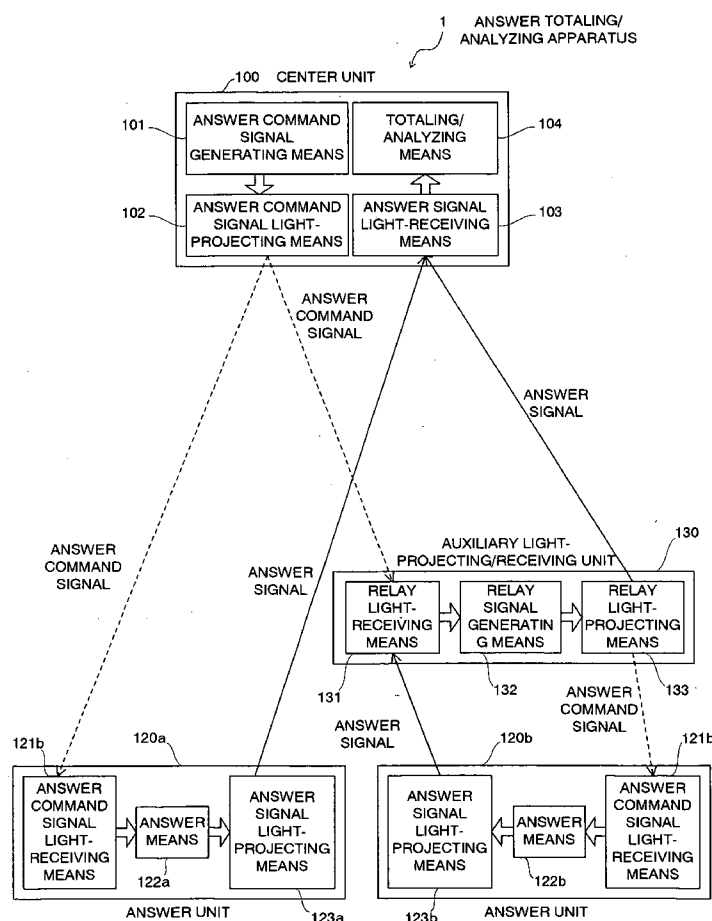 1 ANSWER TOTALING/
ANALYZING APPARATUS
100 CENTER UNIT
101
ANSWER COMMAND
SIGNAL
GENERATING MEANS
TOTALING/
ANALYZING
MEANS
104
102
ANSWER COMMAND
SIGNAL LIGHT-
PROJECTING MEANS
ANSWER SIGNAL
LIGHT-RECEIVING
MEANS
103
ANSWER
COMMAND
SIGNAL
ANSWER
SIGNAL
ANSWER
COMMAND
SIGNAL
ANSWER
SIGNAL
AUXILIARY LIGHT-
PROJECTING/RECEIVING UNIT
130
RELAY
LIGHT-
RECEIVING
MEANS
RELAY
SIGNAL
GENERATIN
G MEANS
RELAY
LIGHT-
PROJECTING
MEANS
131
132
133
ANSWER
SIGNAL
ANSWER
COMMAND
SIGNAL
121b
120a
ANSWER
COMMAND
SIGNAL
LIGHT-
RECEIVING
MEANS
ANSWER
MEANS
122a
ANSWER
SIGNAL
LIGHT-
PROJECTING
MEANS
123a
ANSWER UNIT
120b
121b
ANSWER
SIGNAL
LIGHT-
PROJECTING
MEANS
123b
ANSWER
MEANS
122b
ANSWER
COMMAND
SIGNAL
LIGHT-
RECEIVING
MEANS
ANSWER UNIT